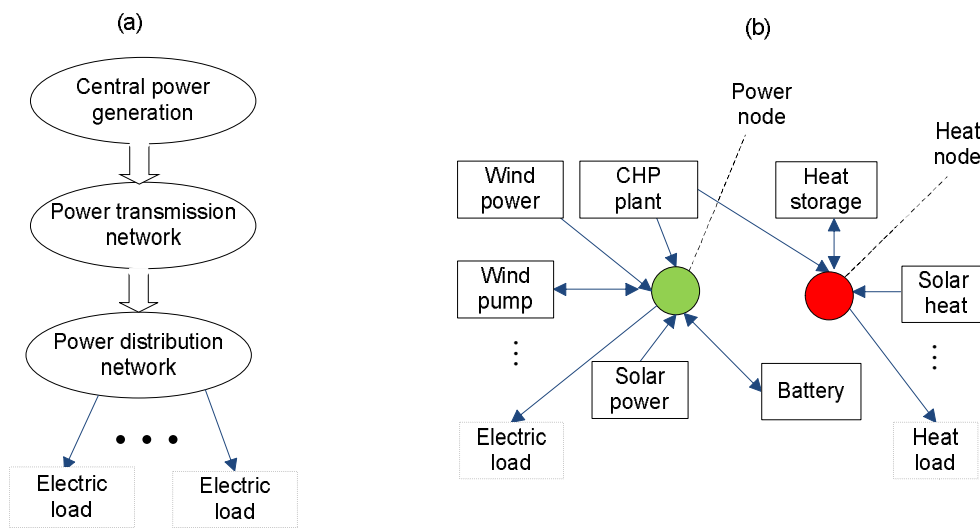 (a)
Central power
generation
Power transmission
network
Power distribution
network
Electric
load
Electric
load
(b)
Power
node
Heat
node
Wind
power
CHP
plant
Heat
storage
Wind
pump
Solar
heat
Solar
power
Battery
Electric
load
Heat
load